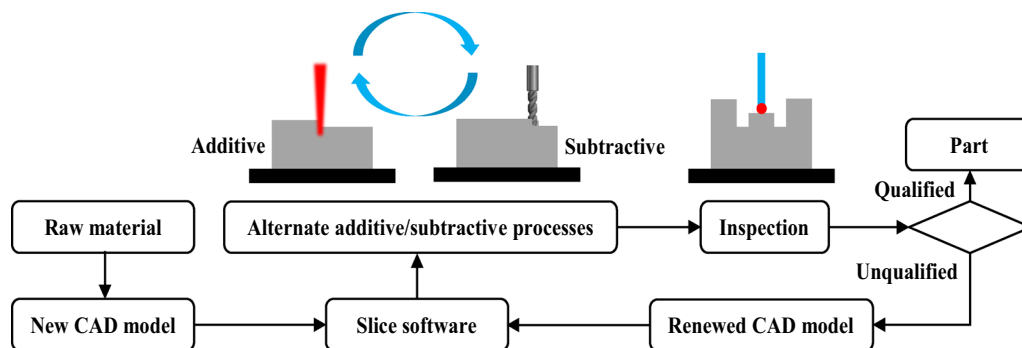 Additive
Subtractive
Part
Qualified
Raw material
Alternate additive/subtractive processes
Inspection
Unqualified
New CAD model
Slice software
Renewed CAD model